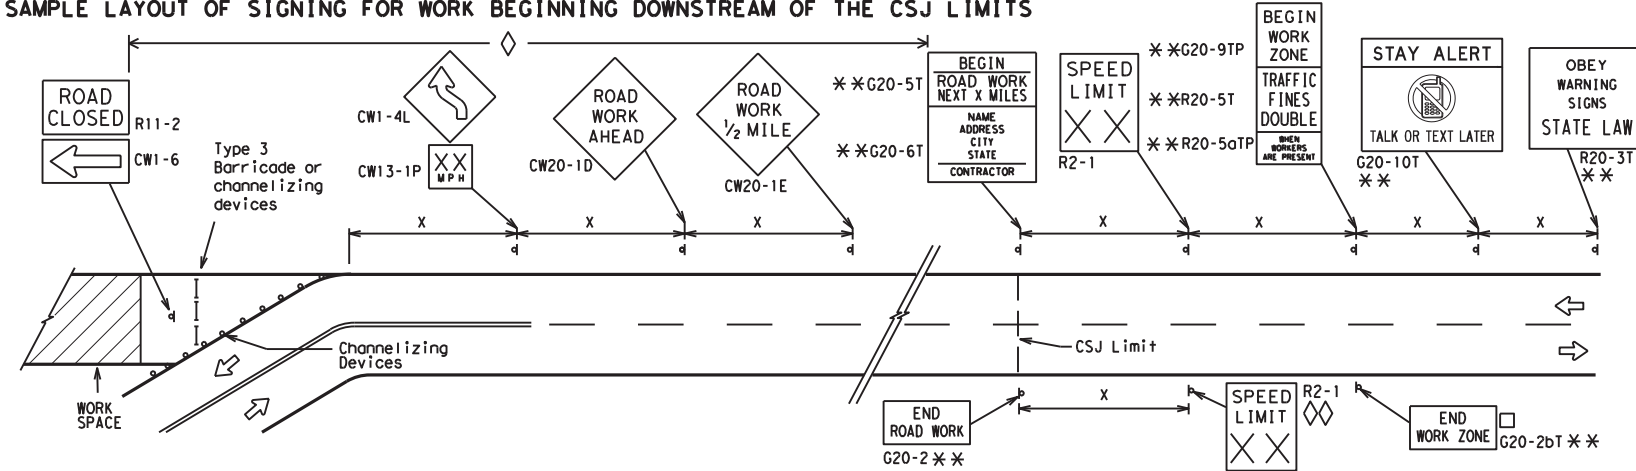 SAMPLE LAYOUT OF SIGNING FOR WORK BEGINNING DOWNSTREAM OF THE CSJ LIMITS
ROAD
CLOSED
R11-2
CW1-6
Type 3
Barricade or
channelizing
devices
CW1-4L
CW13-1P
XX
MPH
ROAD
WORK
AHEAD
CW20-1D
ROAD
WORK
1/2 MILE
CW20-1E
**G20-5T
**G20-6T
BEGIN
ROAD WORK
NEXT X MILES
NAME
ADDRESS
CITY
STATE
CONTRACTOR
SPEED
LIMIT
XX
R2-1
**G20-9TP
**R20-5T
**R20-5aTP
BEGIN
WORK
ZONE
TRAFFIC
FINES
DOUBLE
WHEN
WORKERS
ARE PRESENT
STAY ALERT
TALK OR TEXT LATER
G20-10T
**
OBEY
WARNING
SIGNS
STATE LAW
R20-3T
**
X
X
X
X
X
X
X
Channelizing
Devices
WORK
SPACE
CSJ Limit
END
ROAD WORK
G20-2**
X
SPEED
LIMIT
XX
R2-1
END
WORK ZONE
G20-2bT**